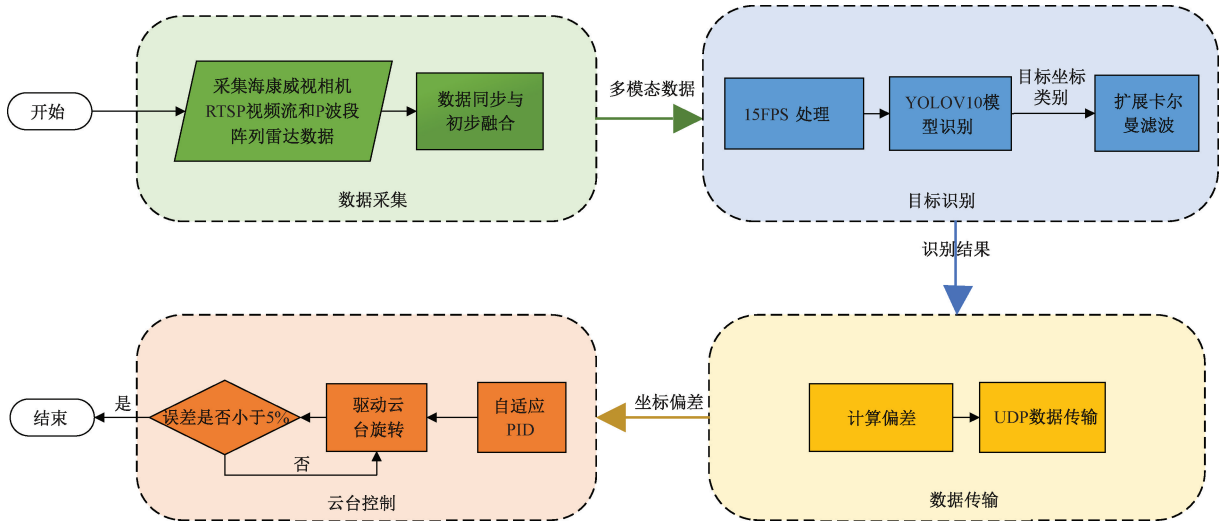 开始
采集海康威视相机
RTSP视频流和P波段
阵列雷达数据
数据同步与
初步融合
数据采集
多模态数据
15FPS 处理
YOLOV10模
型识别
目标坐标
类别
扩展卡尔
曼滤波
目标识别
识别结果
计算偏差
UDP数据传输
数据传输
坐标偏差
自适应
PID
驱动云
台旋转
误差是否小于5%
否
云台控制
是
结束